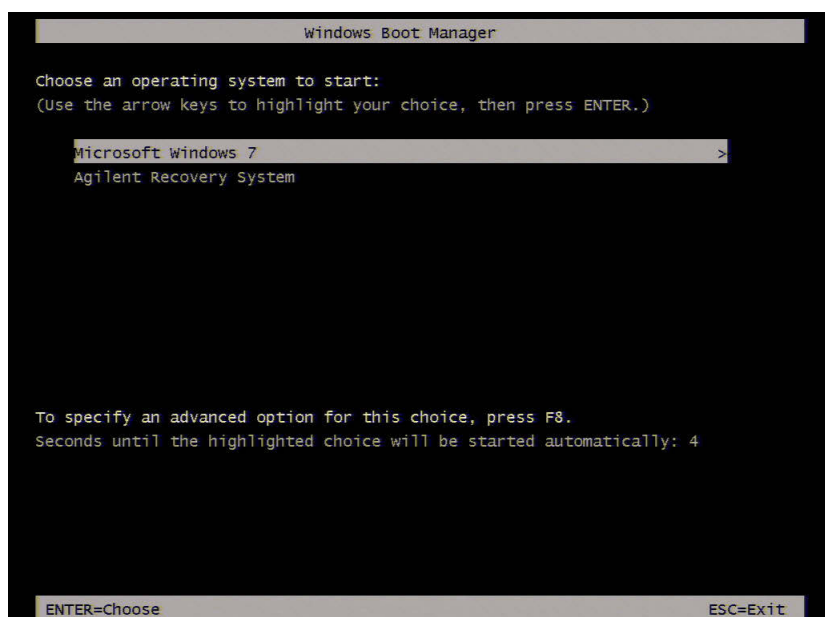 Windows Boot Manager
Choose an operating system to start:
(Use the arrow keys to highlight your choice, then press ENTER.)
Microsoft Windows 7 >
Agilent Recovery System
To specify an advanced option for this choice, press F8.
Seconds until the highlighted choice will be started automatically: 4
ENTER=Choose ESC=Exit